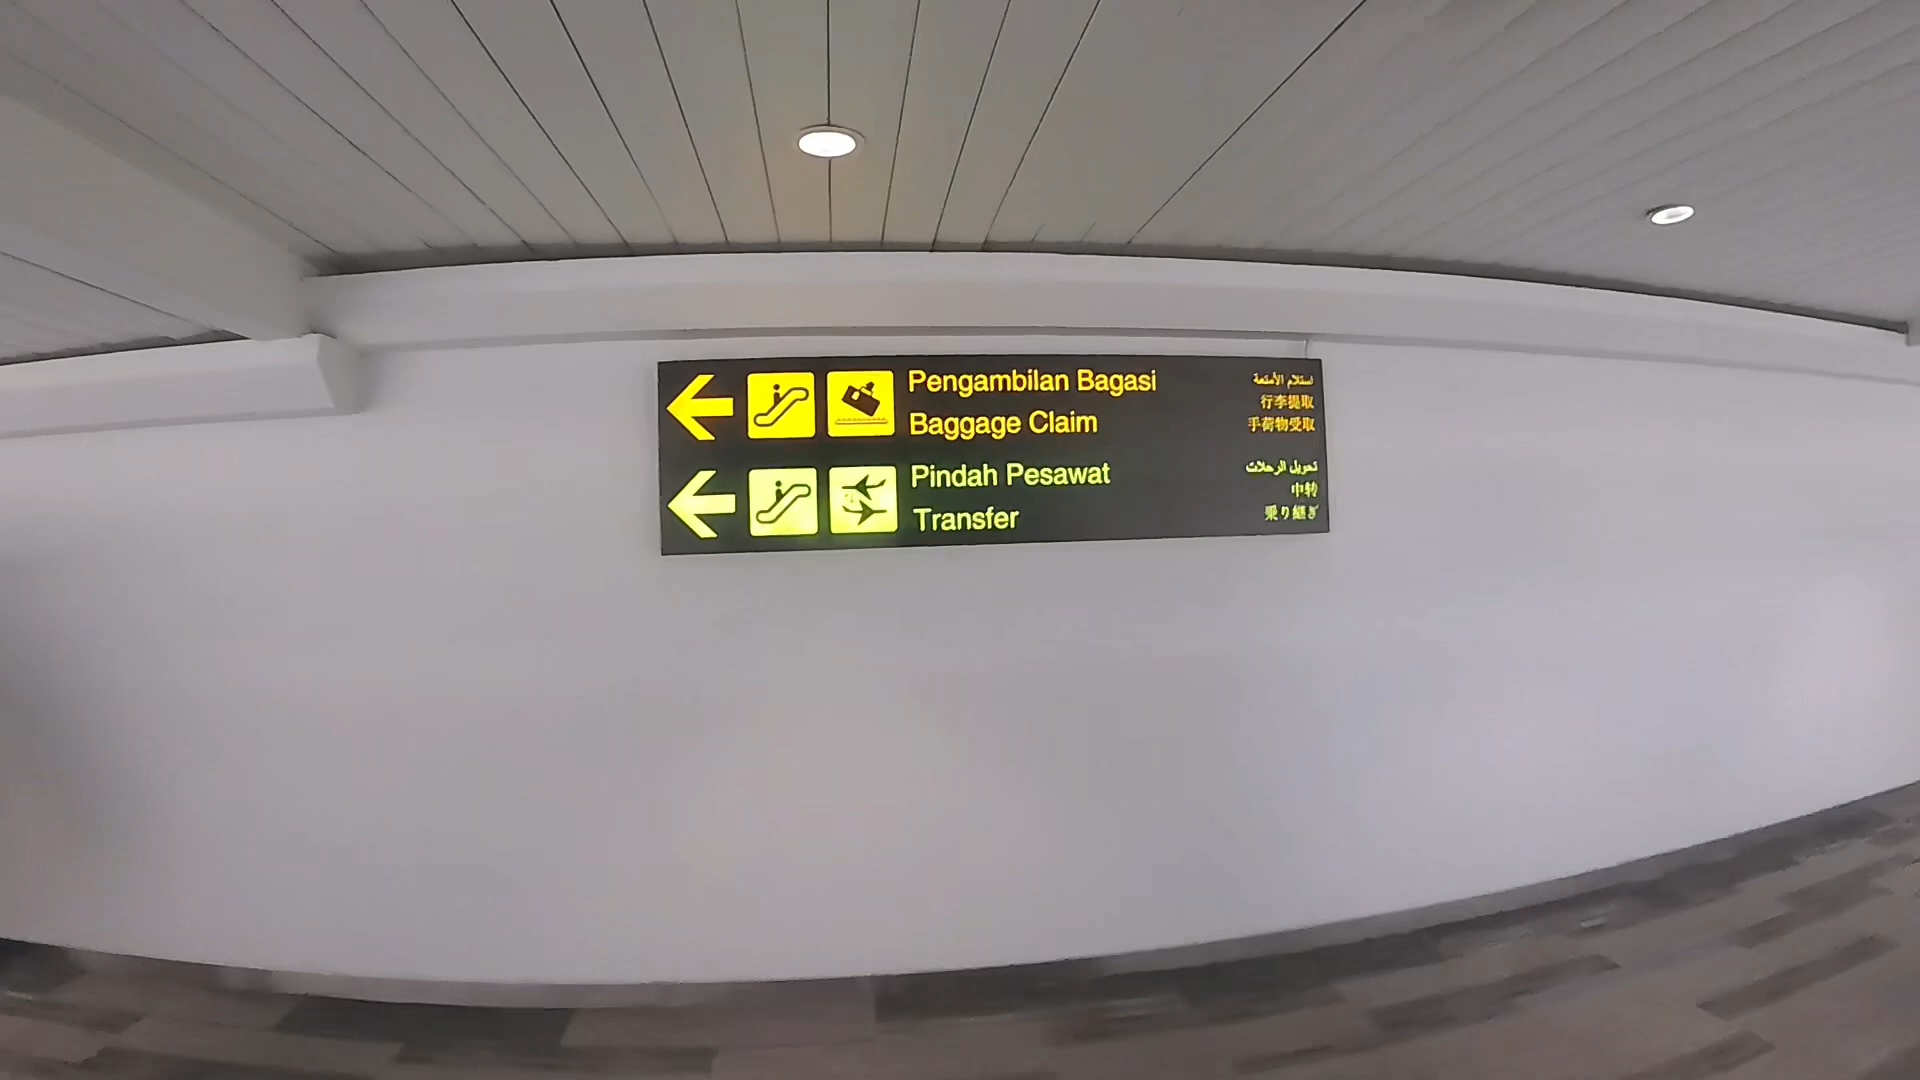 Pengambilan Bagasi
Baggage Claim
استلام الأمتعة
行李提取
手荷物受取
Pindah Pesawat
Transfer
تحويل الرحلات
中转
乗り継ぎ